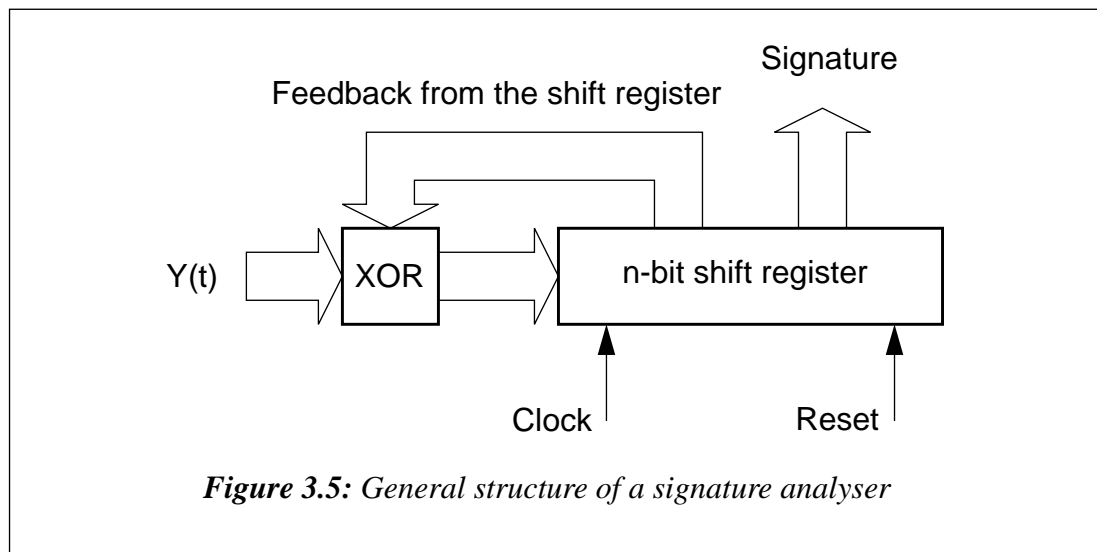 Signature
Feedback from the shift register
Y(t)
XOR
n-bit shift register
Clock
Reset
Figure 3.5: General structure of a signature analyser